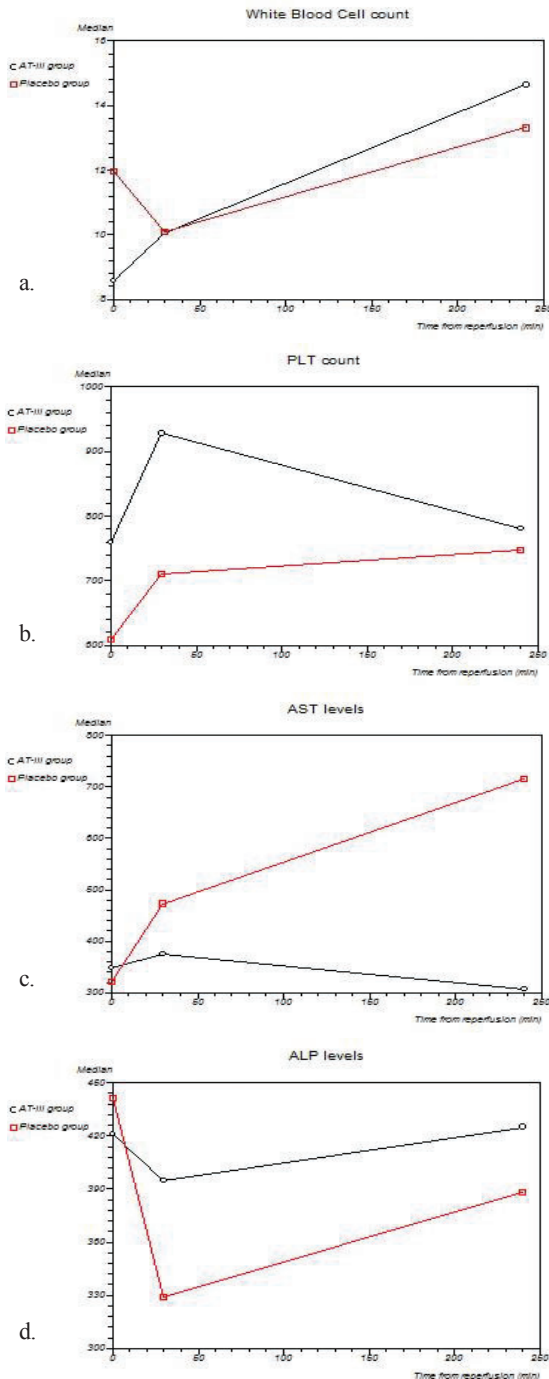 White Blood Cell count
Median
16
AT-III group
Placebo group
14
12
10
8
0 50 100 150 200 250
Time from reperfusion (min)
a.
PLT count
Median
1000
AT-III group
Placebo group
900
800
700
600
0 50 100 150 200 250
Time from reperfusion (min)
b.
AST levels
Median
800
AT-III group
Placebo group
700
600
500
400
300
0 50 100 150 200 250
Time from reperfusion (min)
c.
ALP levels
Median
450
AT-III group
Placebo group
420
390
360
330
300
0 50 100 150 200 250
Time from reperfusion (min)
d.